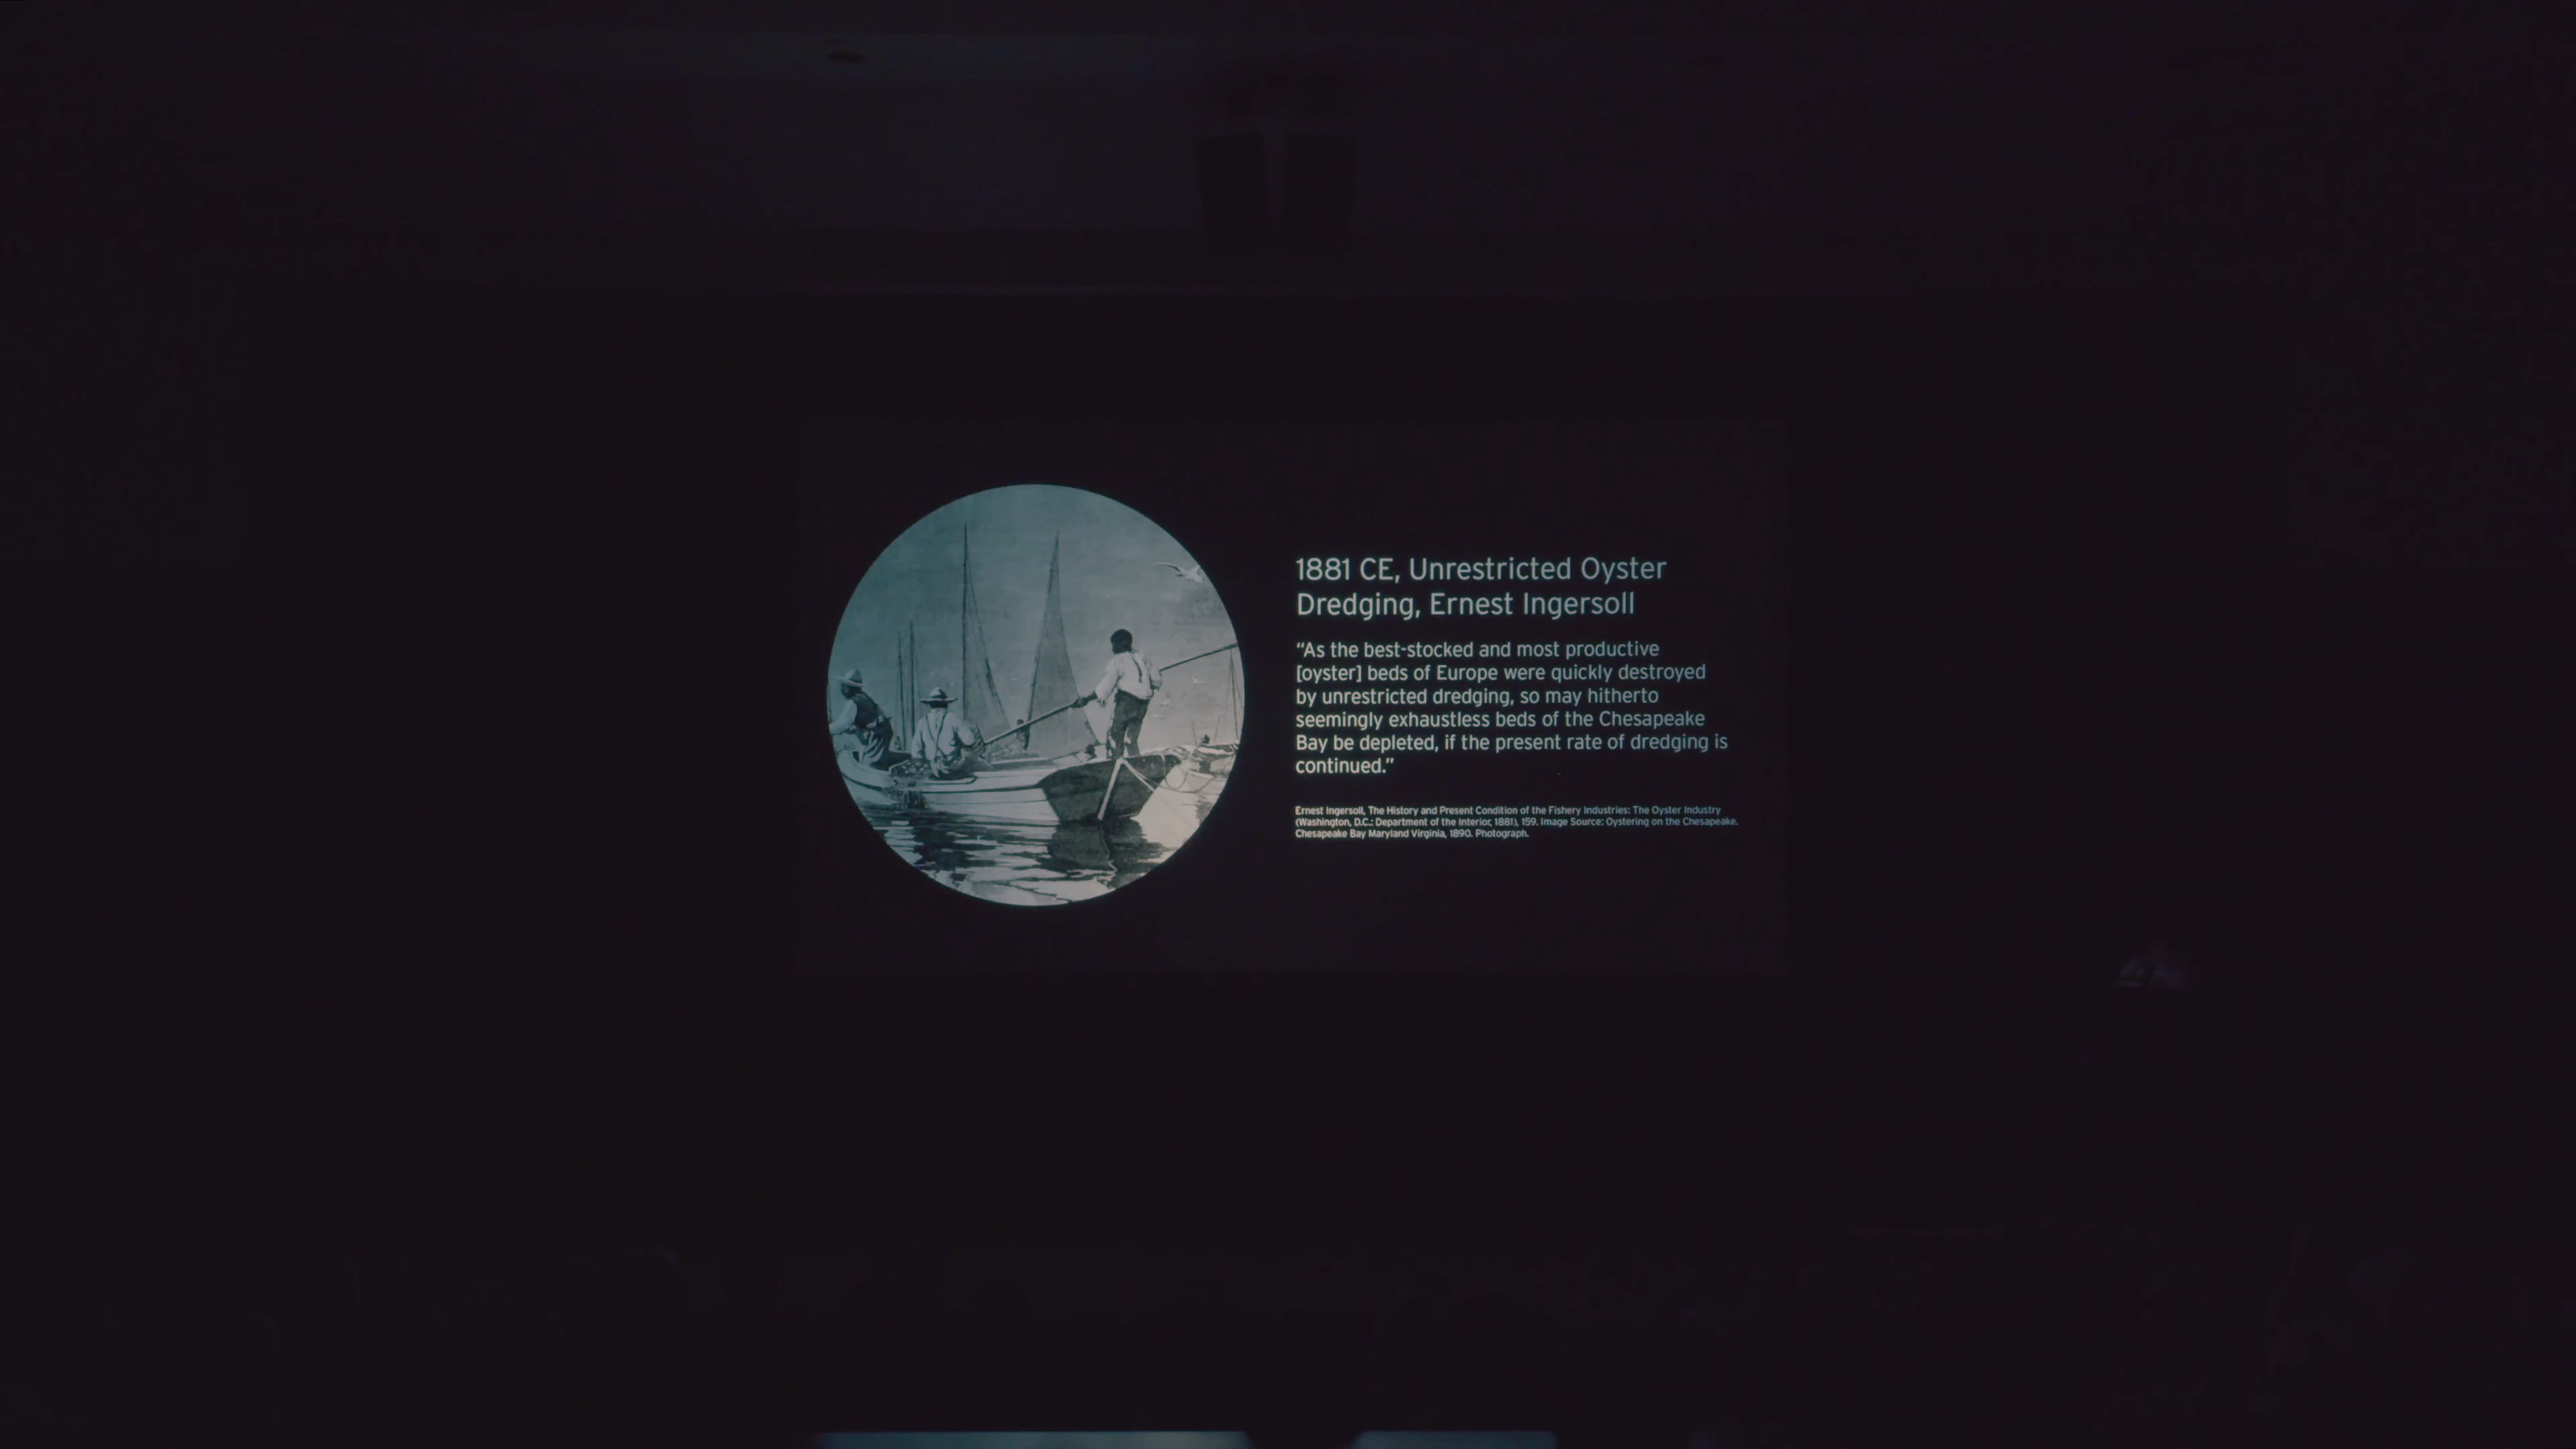 1881 CE, Unrestricted Oyster
Dredging, Ernest Ingersoll
“As the best-stocked and most productive
[oyster] beds of Europe were quickly destroyed
by unrestricted dredging, so may hitherto
seemingly exhaustless beds of the Chesapeake
Bay be depleted, if the present rate of dredging is
continued.”
Ernest Ingersoll, The History and Present Condition of the Fishery Industries: The Oyster Industry
(Washington, D.C.: Department of the Interior, 1881), 159. Image Source: Oystering on the Chesapeake.
Chesapeake Bay Maryland Virginia, 1890. Photograph.